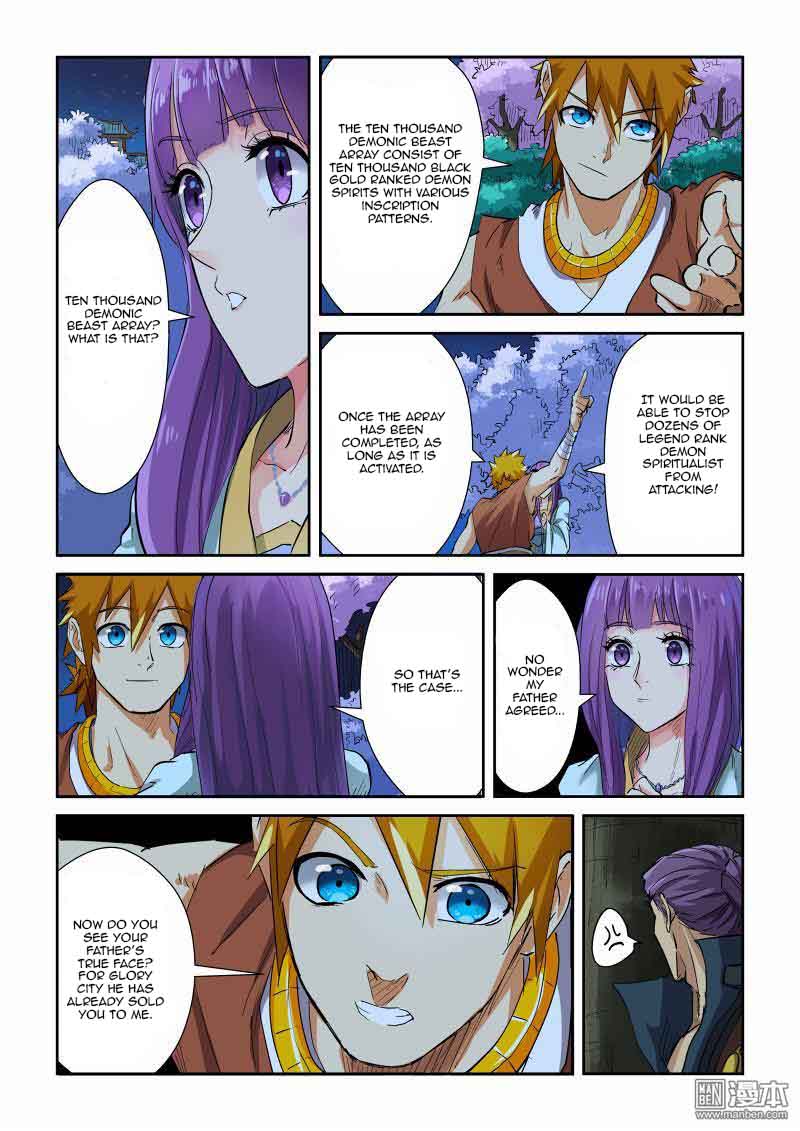 TEN THOUSAND
DEMONIC
BEAST ARRAY?
WHAT IS THAT?
THE TEN THOUSAND
DEMONIC BEAST
ARRAY CONSIST OF
TEN THOUSAND BLACK
GOLD RANKED DEMON
SPIRITS WITH VARIOUS
INSCRIPTION
PATTERNS.
ONCE THE ARRAY
HAS BEEN
COMPLETED, AS
LONG AS IT IS
ACTIVATED.
IT WOULD BE
ABLE TO STOP
DOZENS OF
LEGEND RANK
DEMON
SPIRITUALIST
FROM
ATTACKING!
SO THAT'S
THE CASE...
NO
WONDER
MY
FATHER
AGREED...
NOW DO YOU
SEE YOUR
FATHER'S
TRUE FACE?
FOR GLORY
CITY HE HAS
ALREADY SOLD
YOU TO ME.
MAN
BEN
漫本
www.manben.com